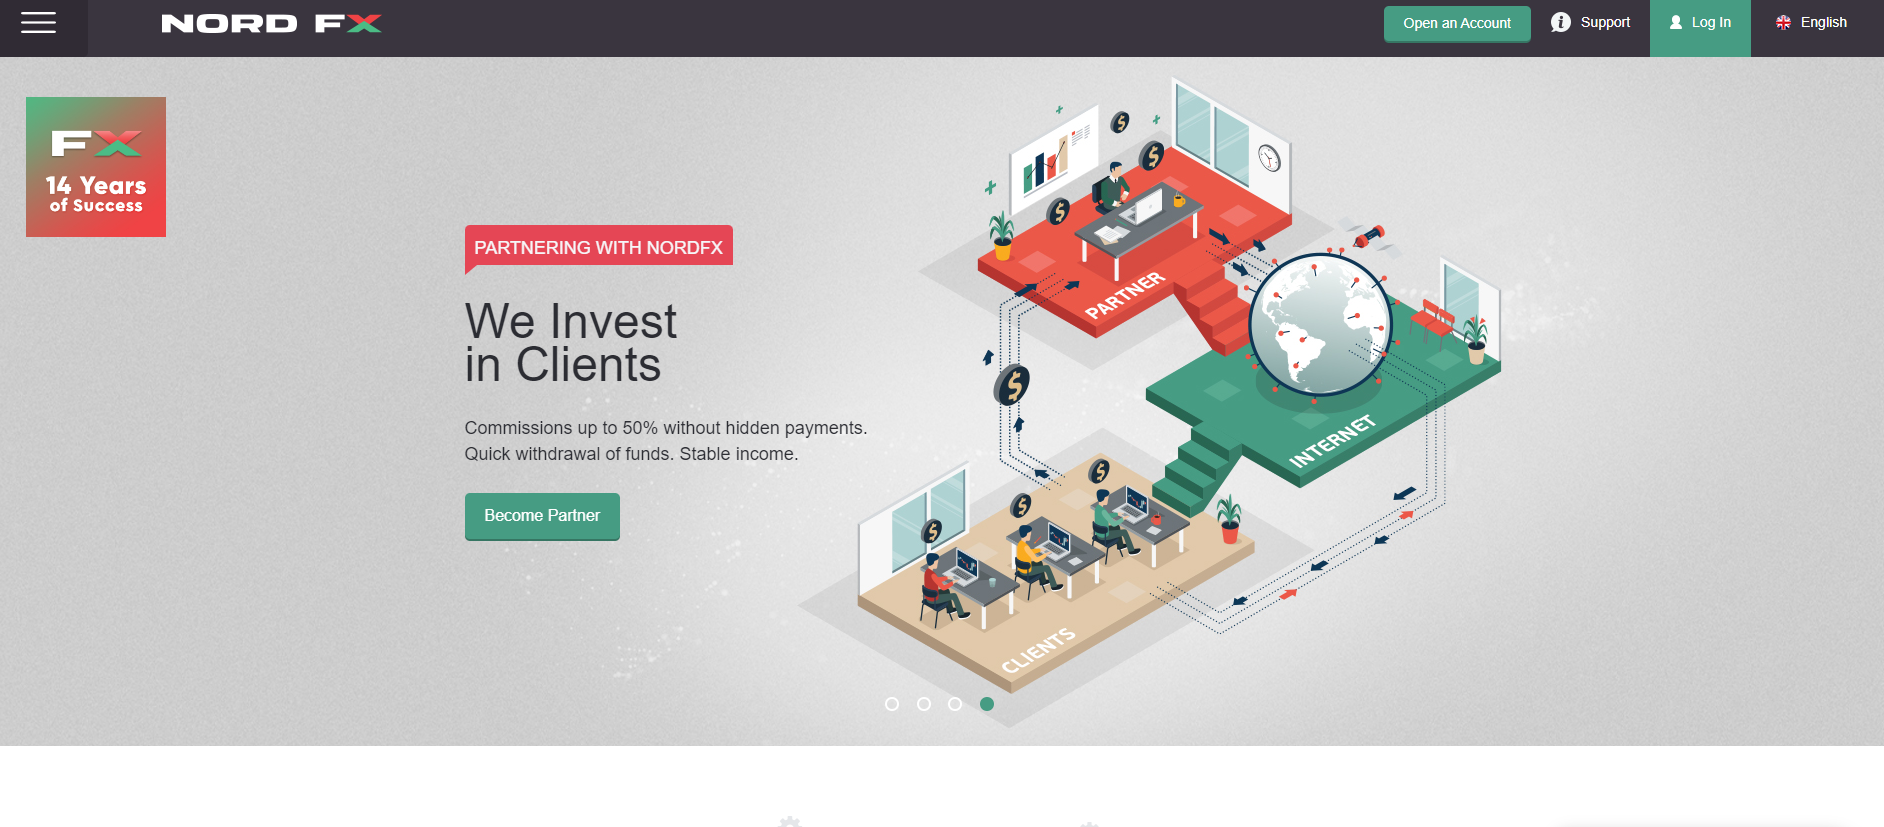 NORD FX
Open an Account
Support
Log In
English
FX
14 Years
of Success
PARTNERING WITH NORDFX
We Invest
in Clients
Commissions up to 50% without hidden payments.
Quick withdrawal of funds. Stable income.
Become Partner
PARTNER
INTERNET
CLIENTS